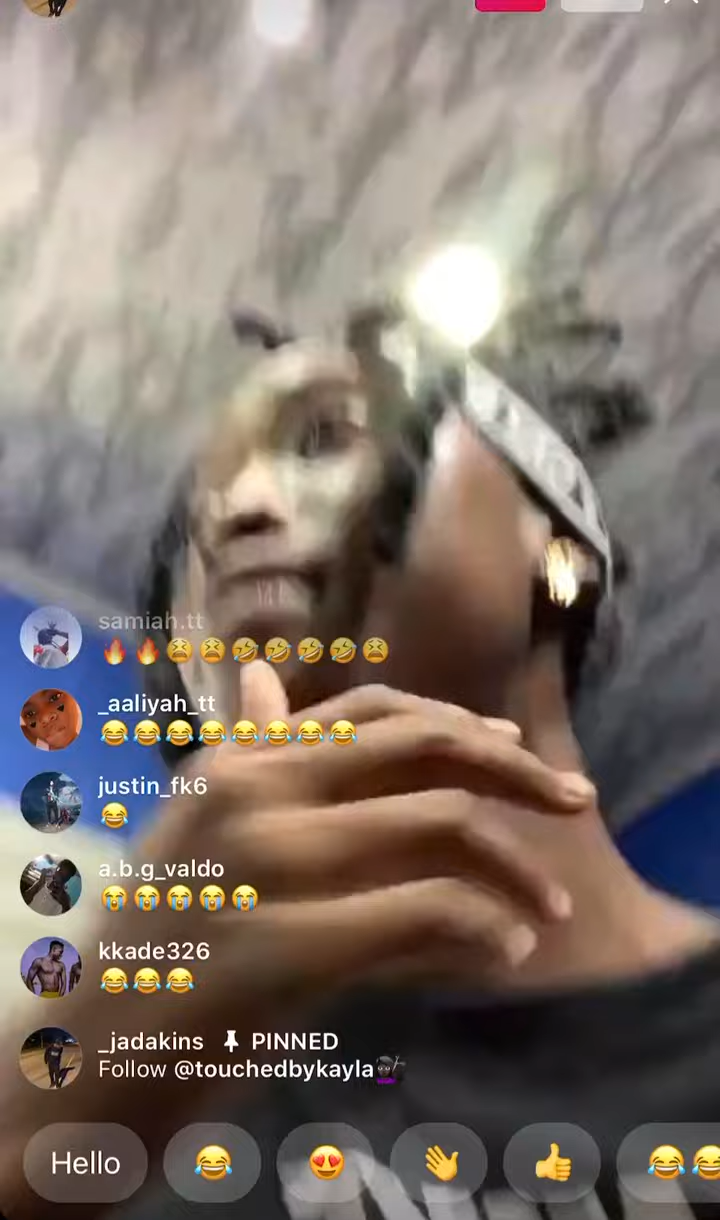 samiah.tt
🔥🔥😫😫🤣🤣🤣🤣😫
_aaliyah_tt
😂😂😂😂😂😂😂😂
justin_fk6
😂
a.b.g_valdo
😭😭😭😭😭
kkade326
😂😂😂
_jadakins 📌 PINNED
Follow @touchedbykayla
Hello 😂 😍 👋 👍 😂😂